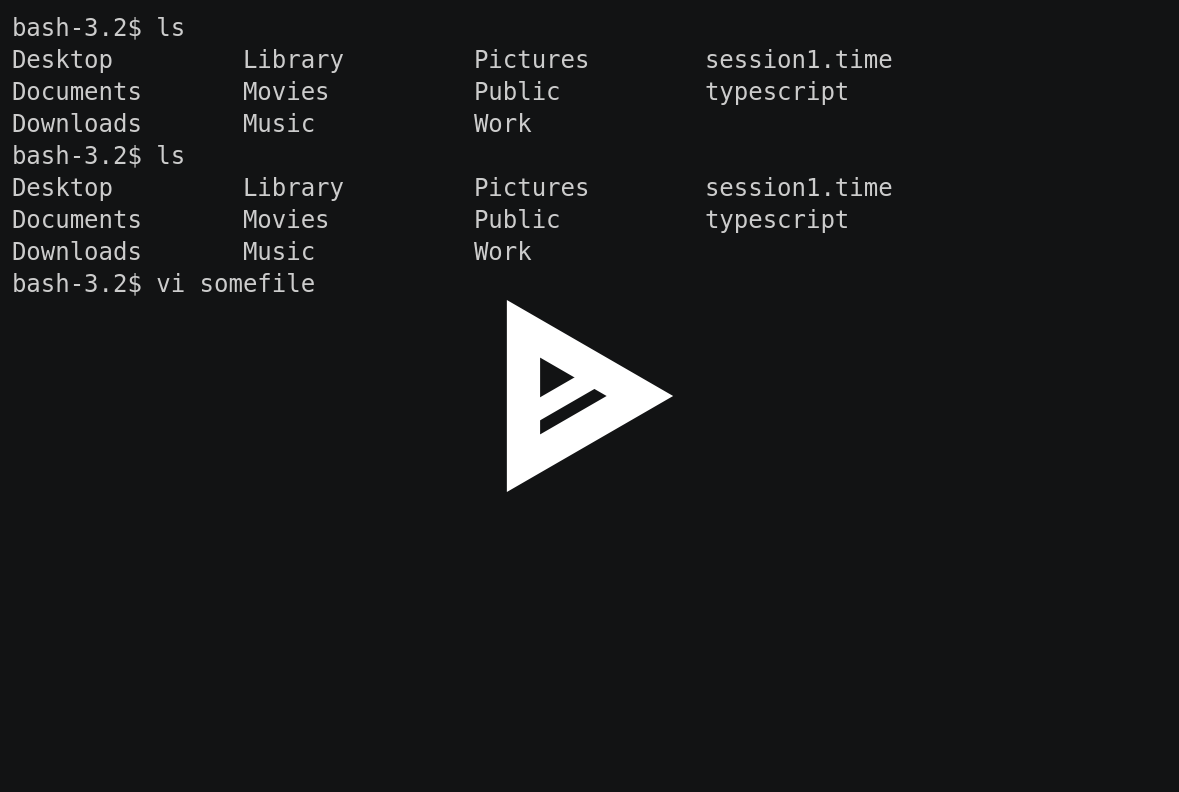 bash-3.2$ ls
Desktop Library Pictures session1.time
Documents Movies Public typescript
Downloads Music Work
bash-3.2$ ls
Desktop Library Pictures session1.time
Documents Movies Public typescript
Downloads Music Work
bash-3.2$ vi somefile